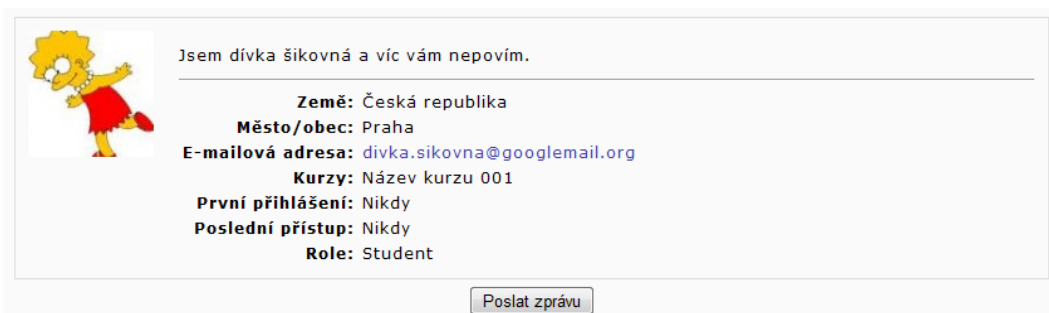 Jsem dívka šikovná a víc vám nepovím.
Země: Česká republika
Město/obec: Praha
E-mailová adresa: divka.sikovna@googlemail.org
Kurzy: Název kurzu 001
První přihlášení: Nikdy
Poslední přístup: Nikdy
Role: Student
Poslat zprávu